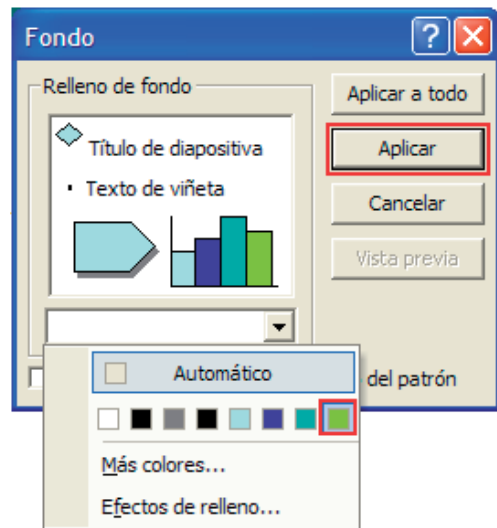 Fondo
Relleno de fondo
Título de diapositiva
Texto de viñeta
Aplicar a todo
Aplicar
Cancelar
Vista previa
Automático
del patrón
Más colores...
Efectos de relleno...